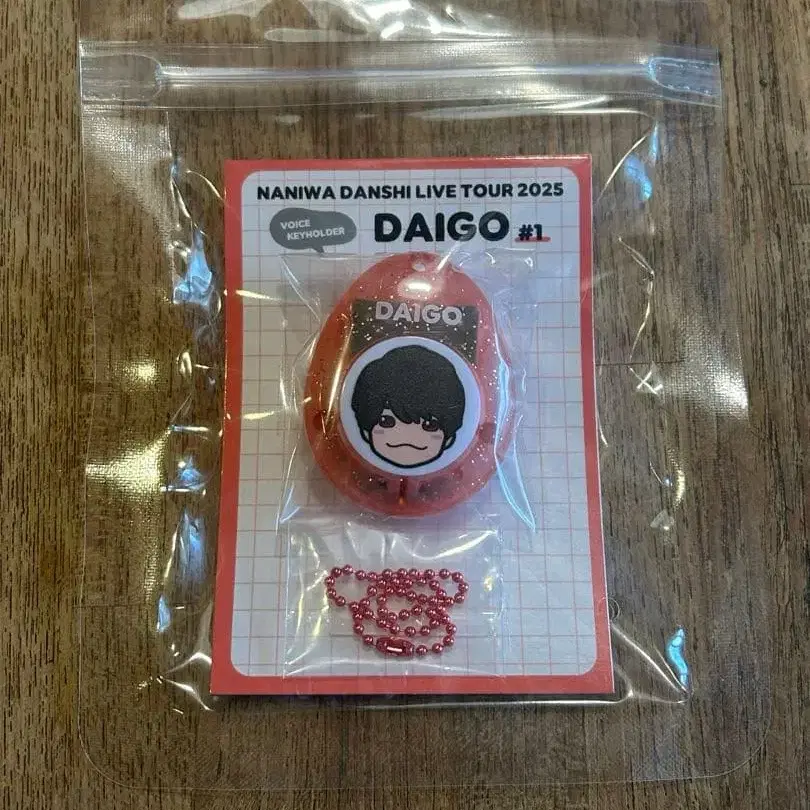 NANIWA DANSHI LIVE TOUR 2025
VOICE
KEYHOLDER
DAIGO #1
DAIGO